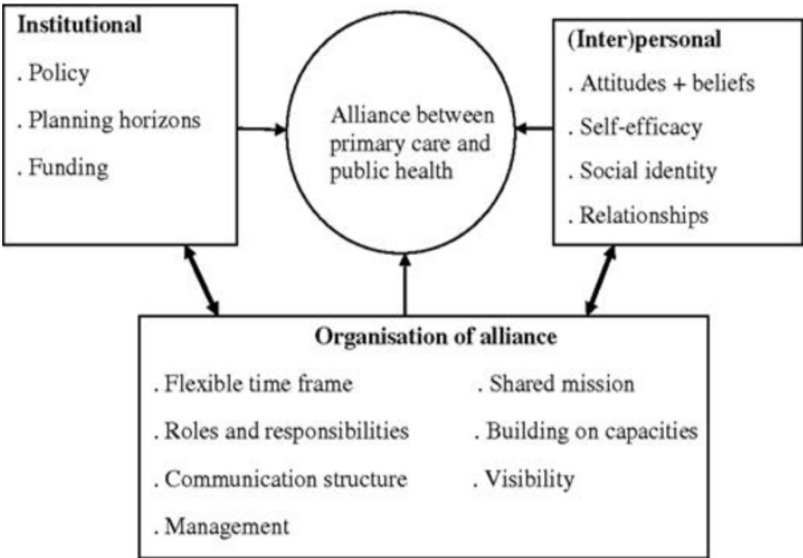 Institutional
. Policy
. Planning horizons
. Funding
Alliance between
primary care and
public health
(Inter)personal
. Attitudes + beliefs
. Self-efficacy
. Social identity
. Relationships
Organisation of alliance
. Flexible time frame
. Roles and responsibilities
. Communication structure
. Management
. Shared mission
. Building on capacities
. Visibility